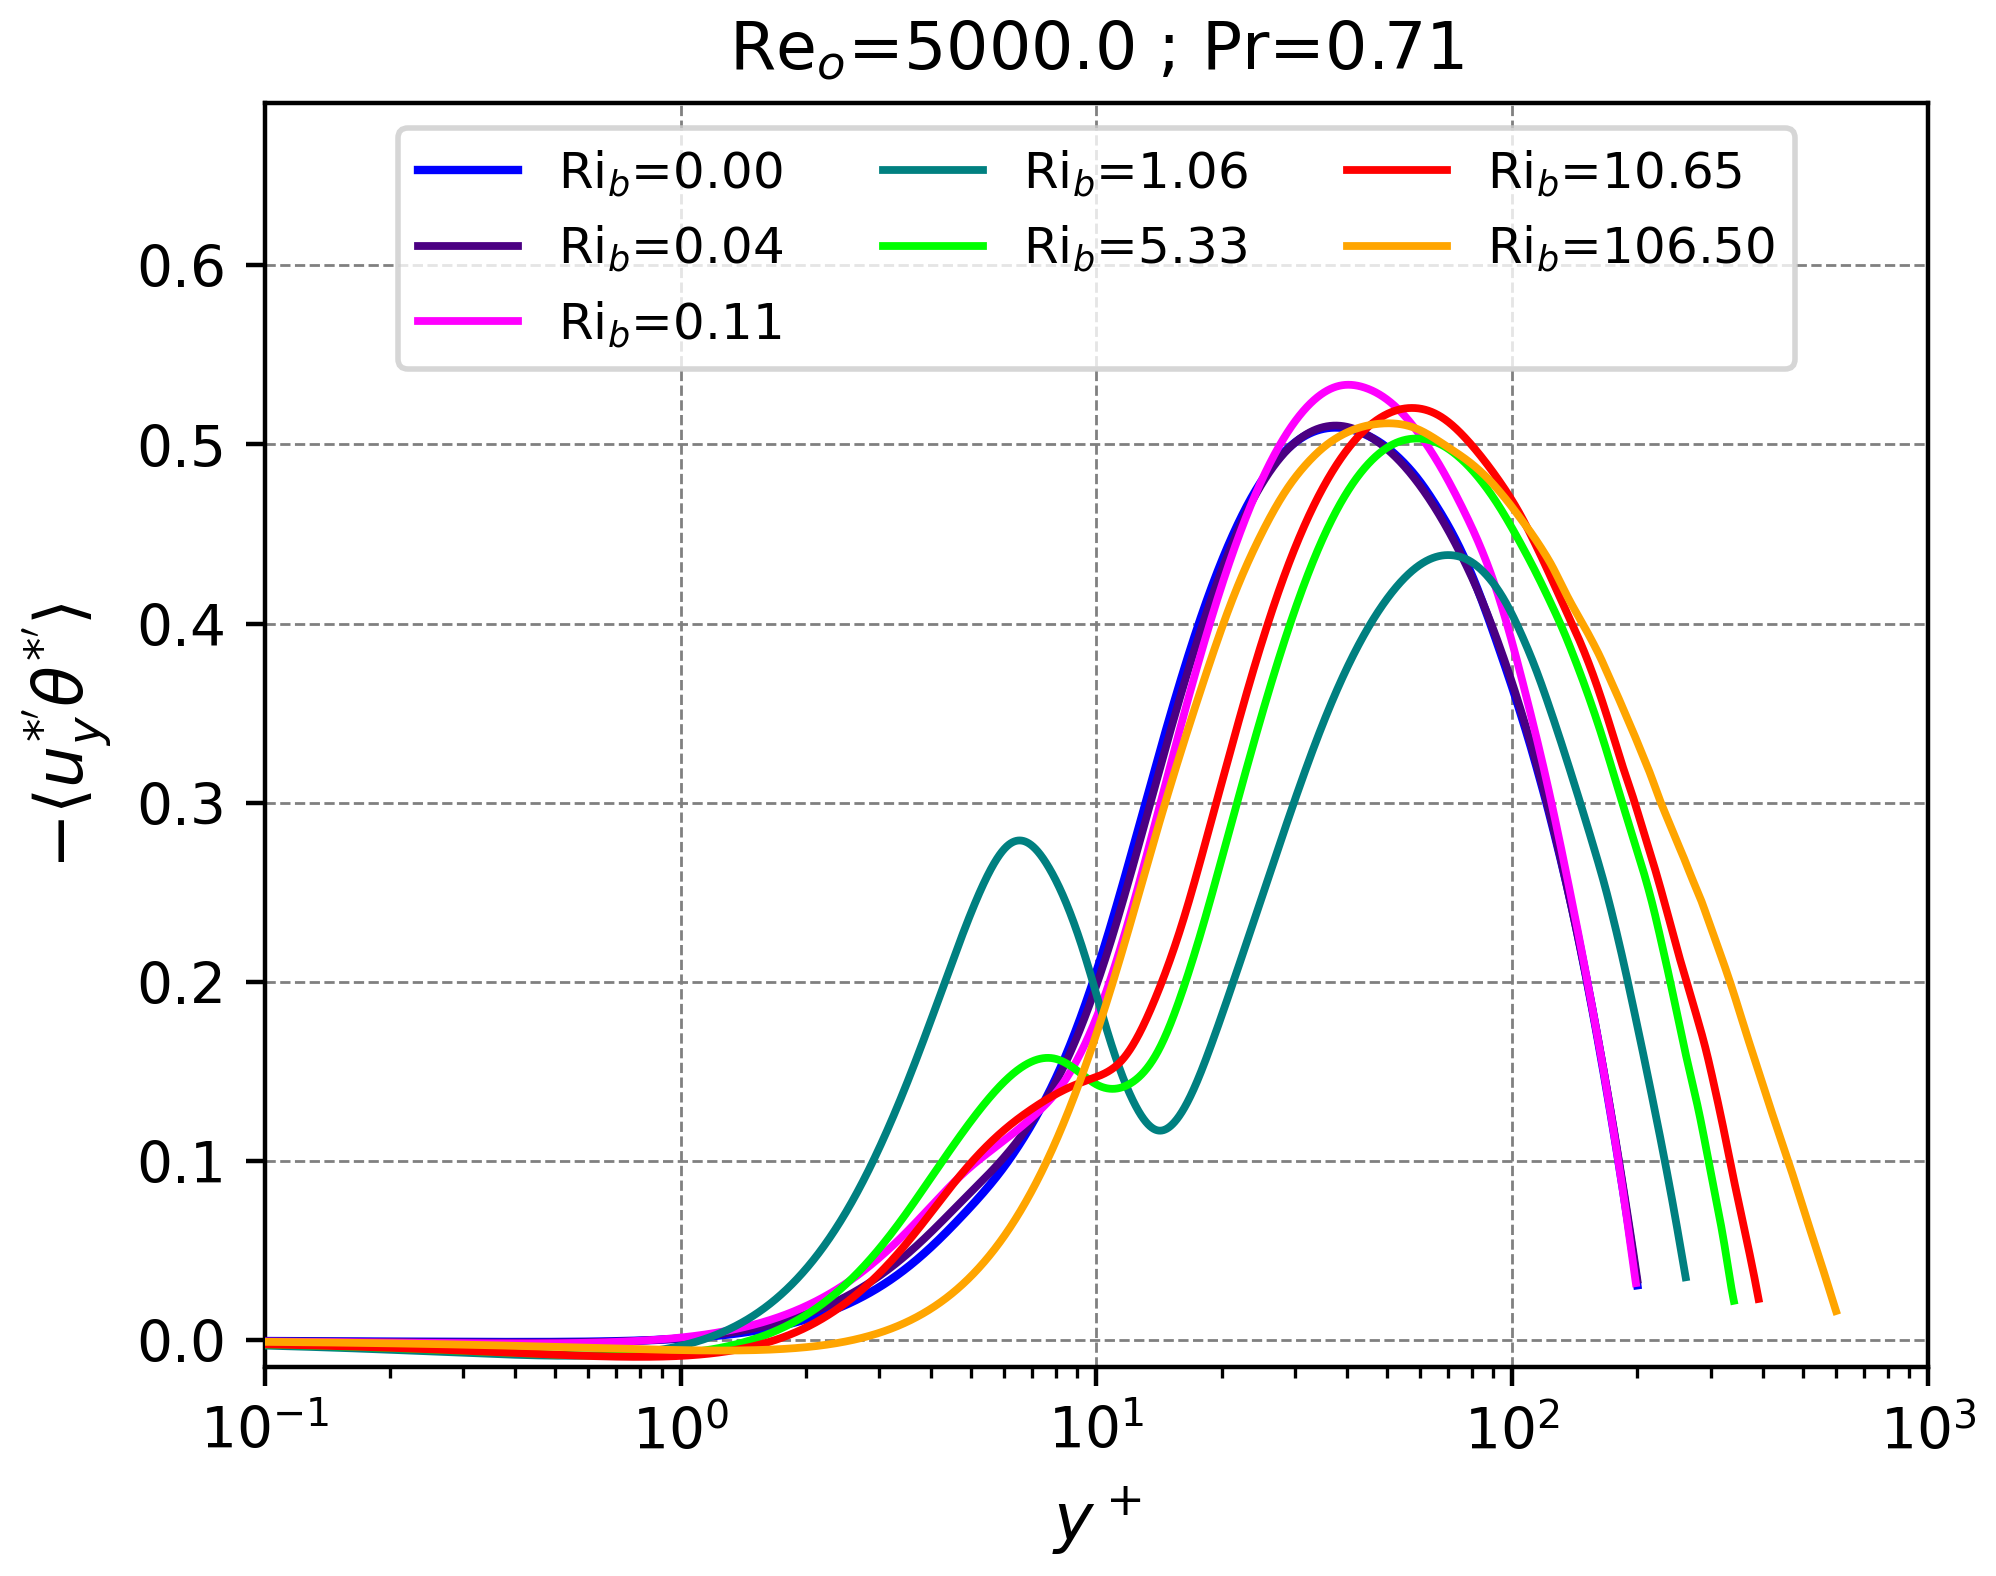 Re_o=5000.0 ; Pr=0.71
Ri_b=0.00
Ri_b=0.04
Ri_b=0.11
Ri_b=1.06
Ri_b=5.33
Ri_b=10.65
Ri_b=106.50
0.6
0.5
0.4
0.3
0.2
0.1
0.0
−⟨u_y^{*′}θ^{*′}⟩
10^{−1} 10^0 10^1 10^2 10^3
y^+